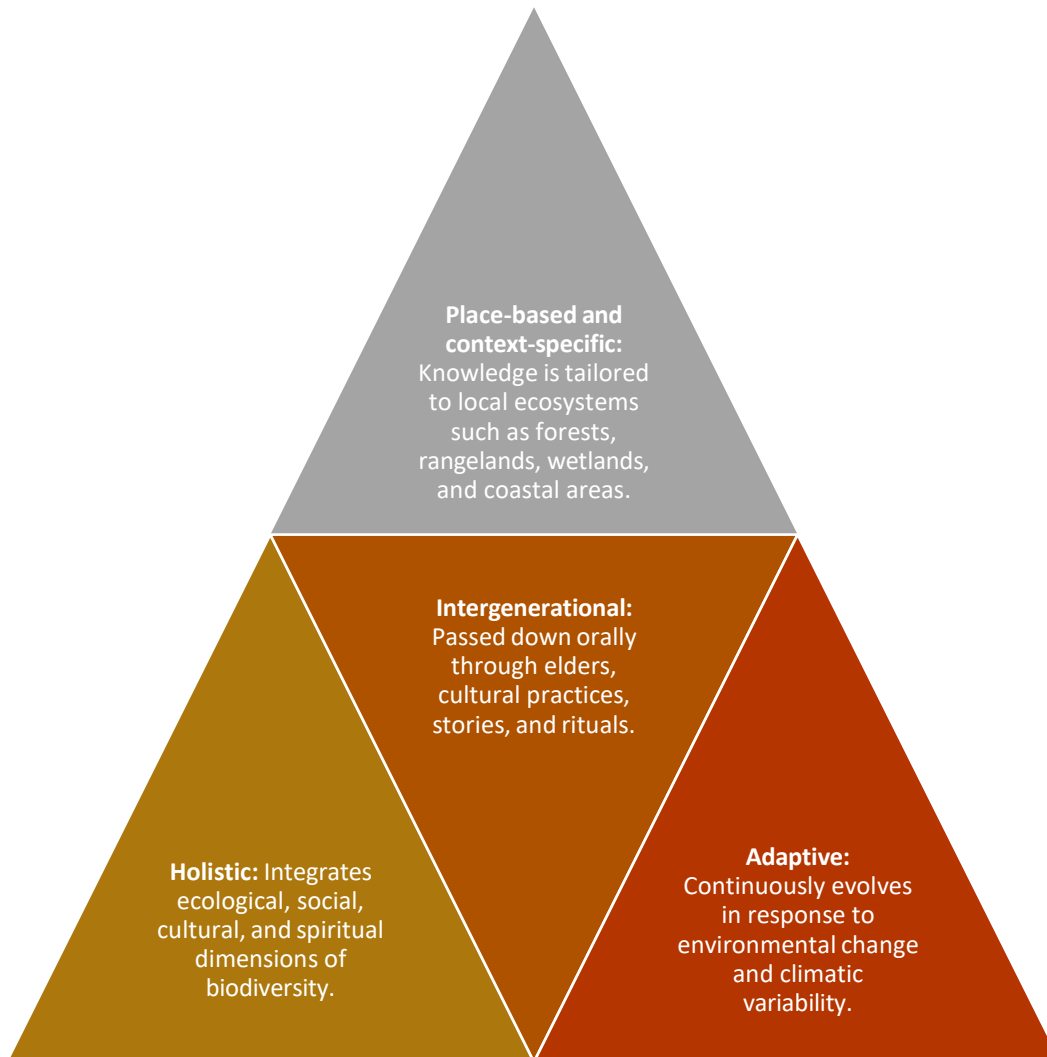 Place-based and
context-specific:
Knowledge is tailored
to local ecosystems
such as forests,
rangelands, wetlands,
and coastal areas.
Intergenerational:
Passed down orally
through elders,
cultural practices,
stories, and rituals.
Holistic: Integrates
ecological, social,
cultural, and spiritual
dimensions of
biodiversity.
Adaptive:
Continuously evolves
in response to
environmental change
and climatic
variability.